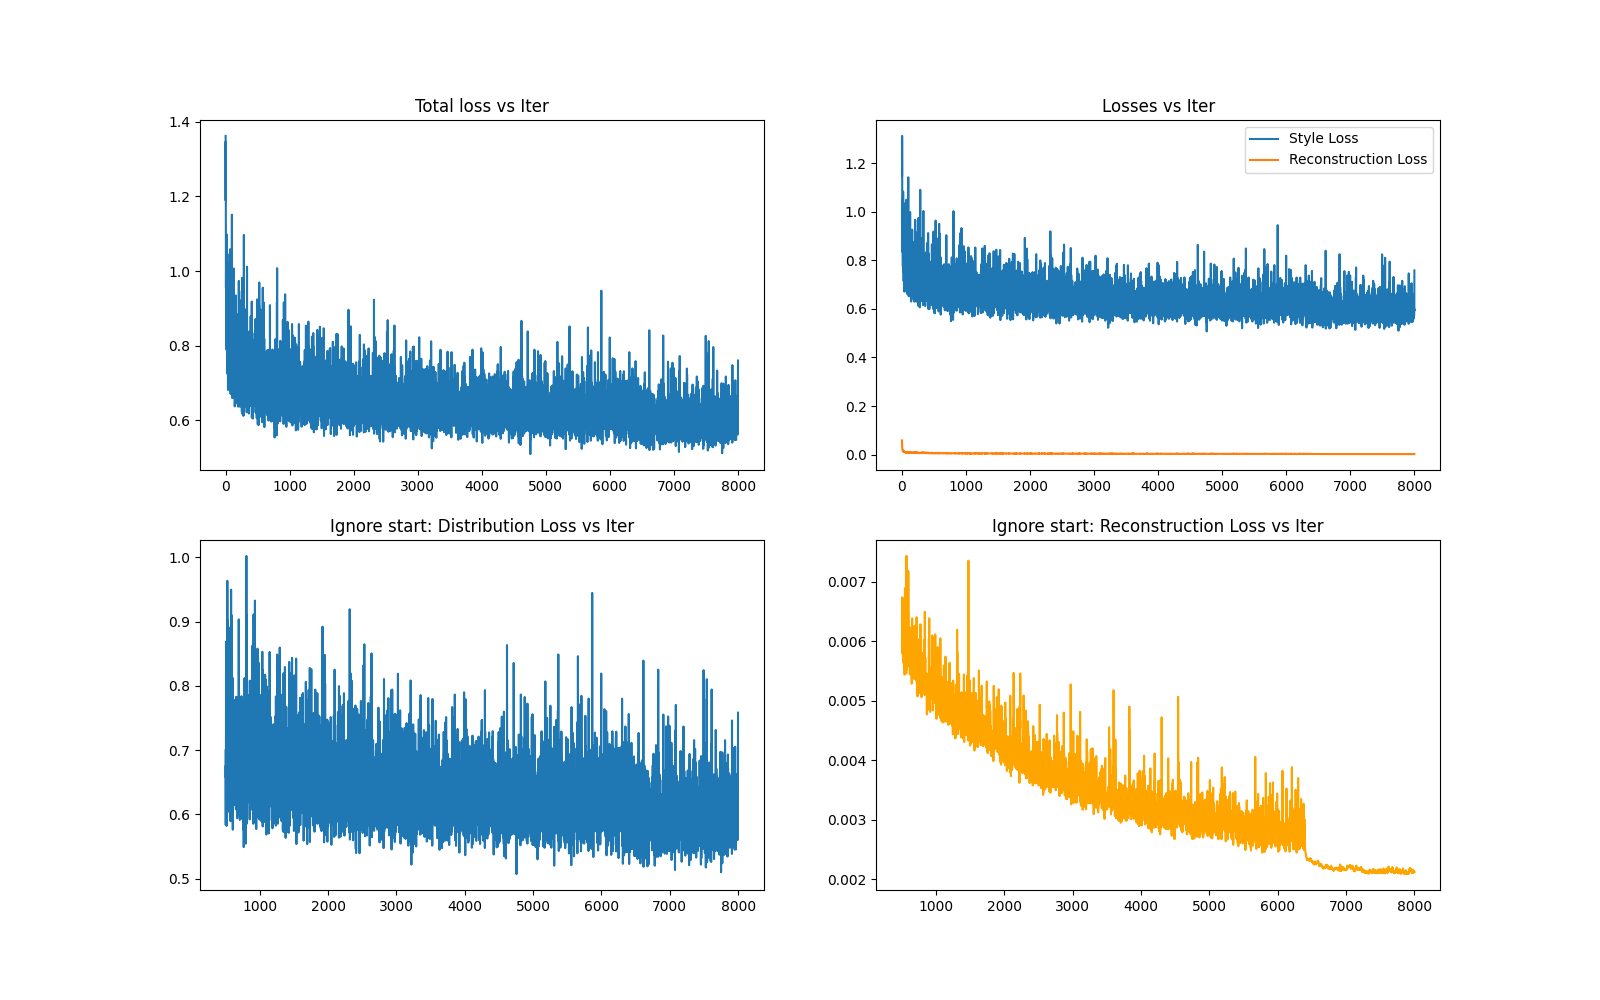 Total loss vs Iter
1.4
1.2
1.0
0.8
0.6
0 1000 2000 3000 4000 5000 6000 7000 8000
Losses vs Iter
Style Loss
Reconstruction Loss
1.2
1.0
0.8
0.6
0.4
0.2
0.0
0 1000 2000 3000 4000 5000 6000 7000 8000
Ignore start: Distribution Loss vs Iter
1.0
0.9
0.8
0.7
0.6
0.5
1000 2000 3000 4000 5000 6000 7000 8000
Ignore start: Reconstruction Loss vs Iter
0.007
0.006
0.005
0.004
0.003
0.002
1000 2000 3000 4000 5000 6000 7000 8000